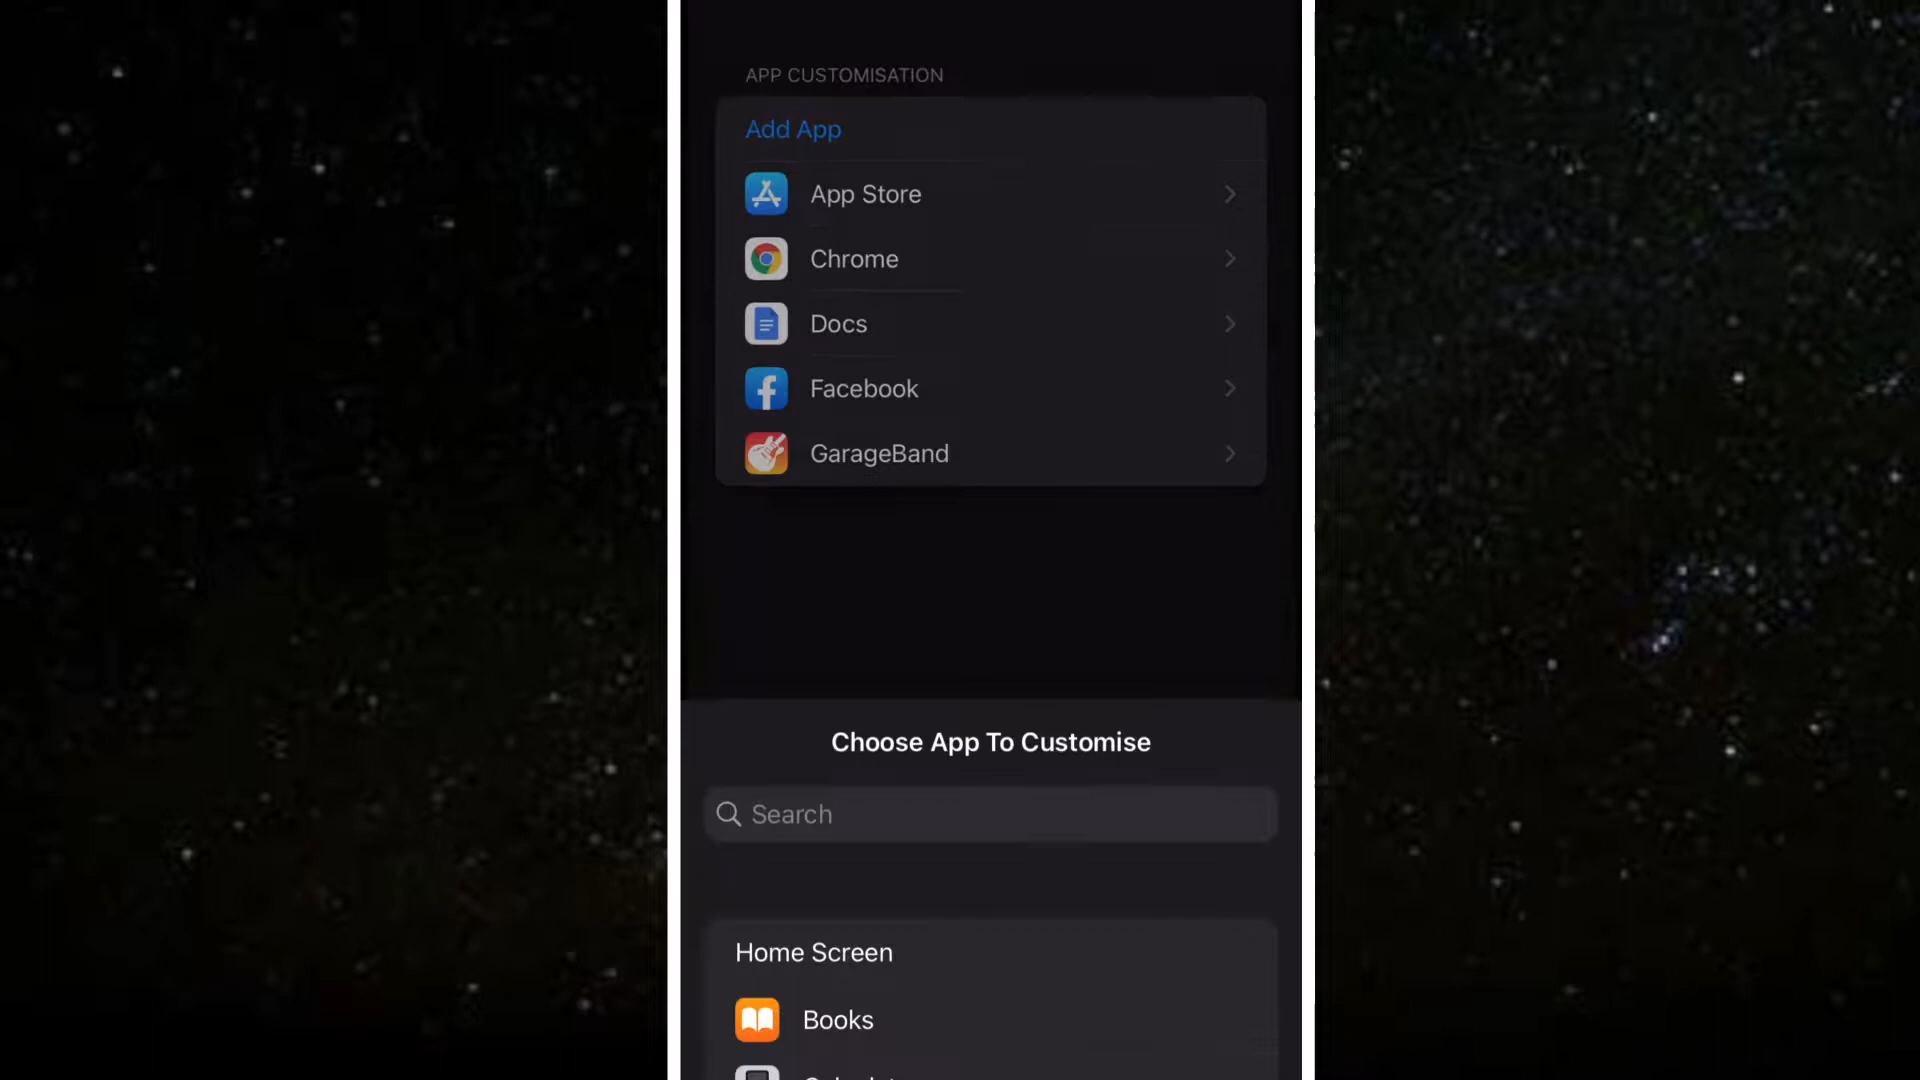 APP CUSTOMISATION
Add App
App Store
Chrome
Docs
Facebook
GarageBand
Choose App To Customise
Search
Home Screen
Books